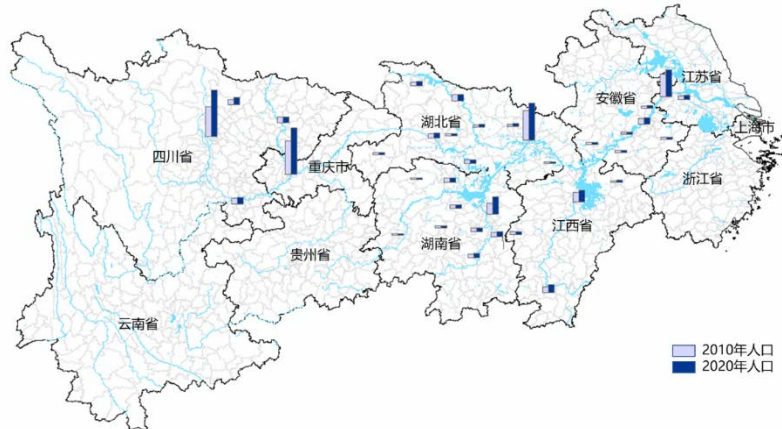 江苏省
安徽省
上海市
湖北省
四川省
重庆市
浙江省
江西省
湖南省
贵州省
云南省
2010年人口
2020年人口